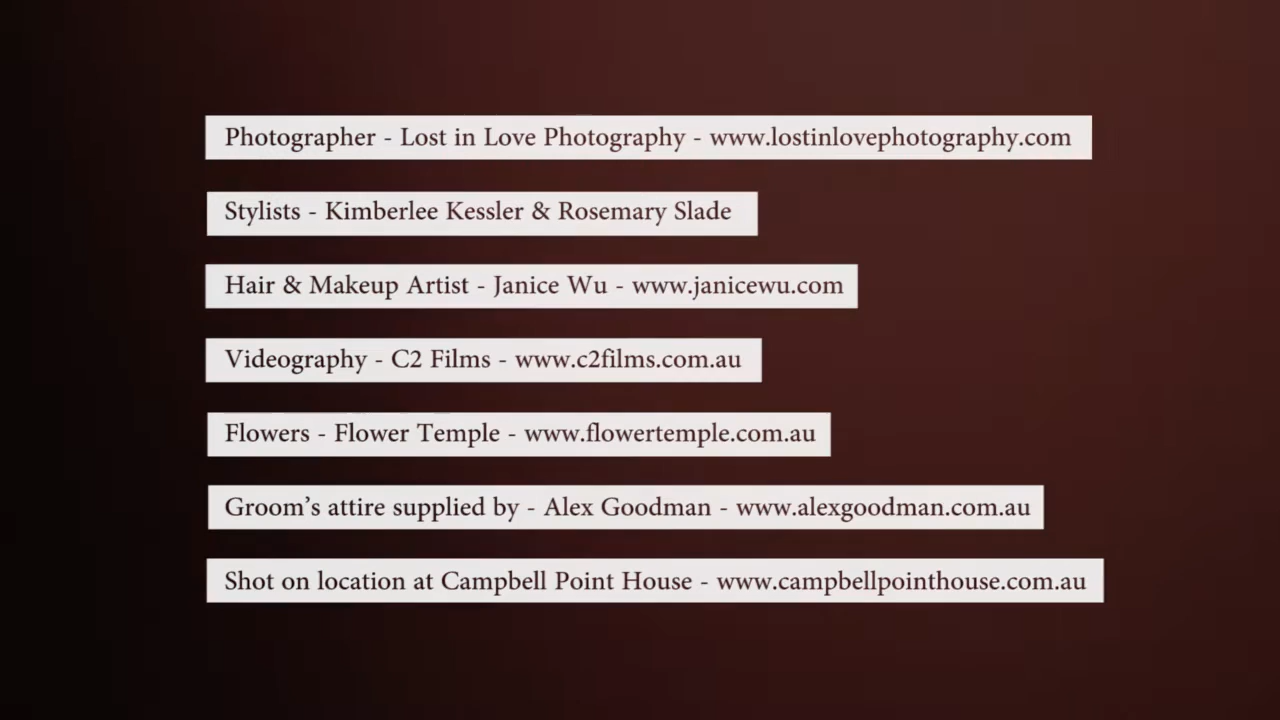 Photographer - Lost in Love Photography - www.lostinlovephotography.com
Stylists - Kimberlee Kessler & Rosemary Slade
Hair & Makeup Artist - Janice Wu - www.janicewu.com
Videography - C2 Films - www.c2films.com.au
Flowers - Flower Temple - www.flowertemple.com.au
Groom’s attire supplied by - Alex Goodman - www.alexgoodman.com.au
Shot on location at Campbell Point House - www.campbellpointhouse.com.au